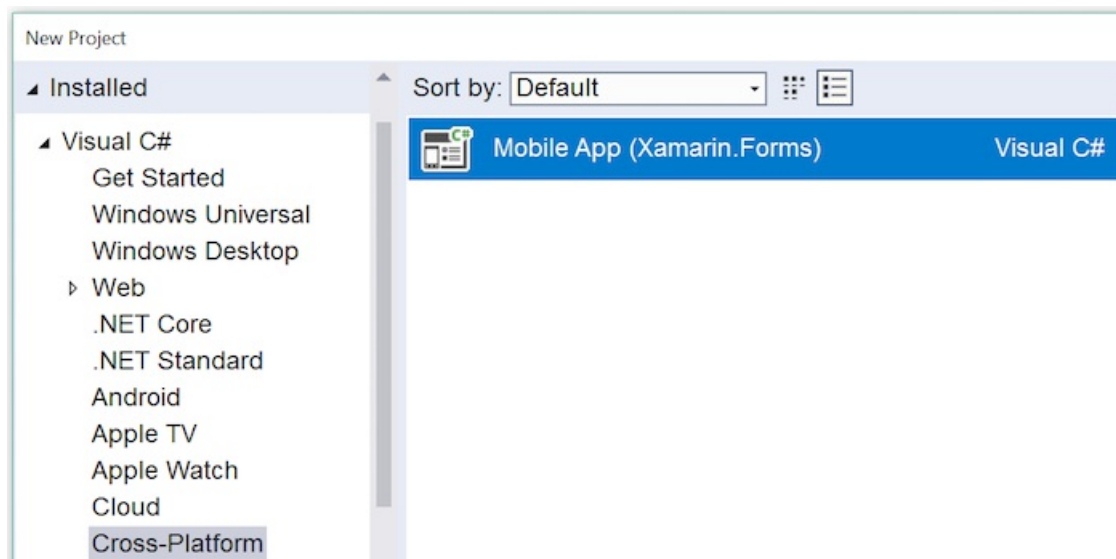 New Project
Installed
Sort by: Default
Visual C#
Get Started
Windows Universal
Windows Desktop
Web
.NET Core
.NET Standard
Android
Apple TV
Apple Watch
Cloud
Cross-Platform
C#
Mobile App (Xamarin.Forms) Visual C#